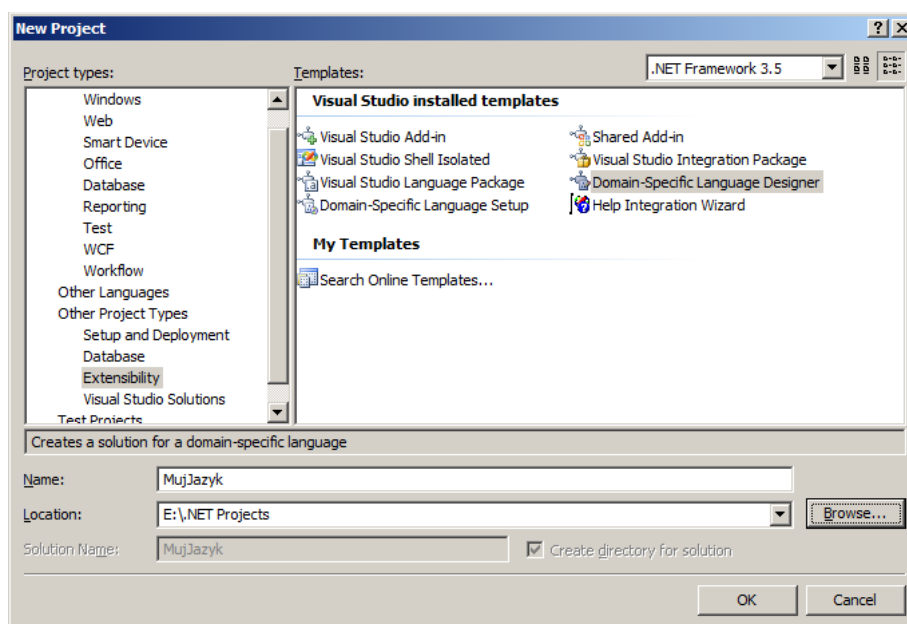 New Project
Project types:
Templates:
.NET Framework 3.5
Windows
Web
Smart Device
Office
Database
Reporting
Test
WCF
Workflow
Other Languages
Other Project Types
Setup and Deployment
Database
Extensibility
Visual Studio Solutions
Test Projects
Visual Studio installed templates
Visual Studio Add-in
Shared Add-in
Visual Studio Shell Isolated
Visual Studio Integration Package
Visual Studio Language Package
Domain-Specific Language Designer
Domain-Specific Language Setup
Help Integration Wizard
My Templates
Search Online Templates...
Creates a solution for a domain-specific language
Name:
MujJazyk
Location:
E:\.NET Projects
Browse...
Solution Name:
MujJazyk
Create directory for solution
OK
Cancel